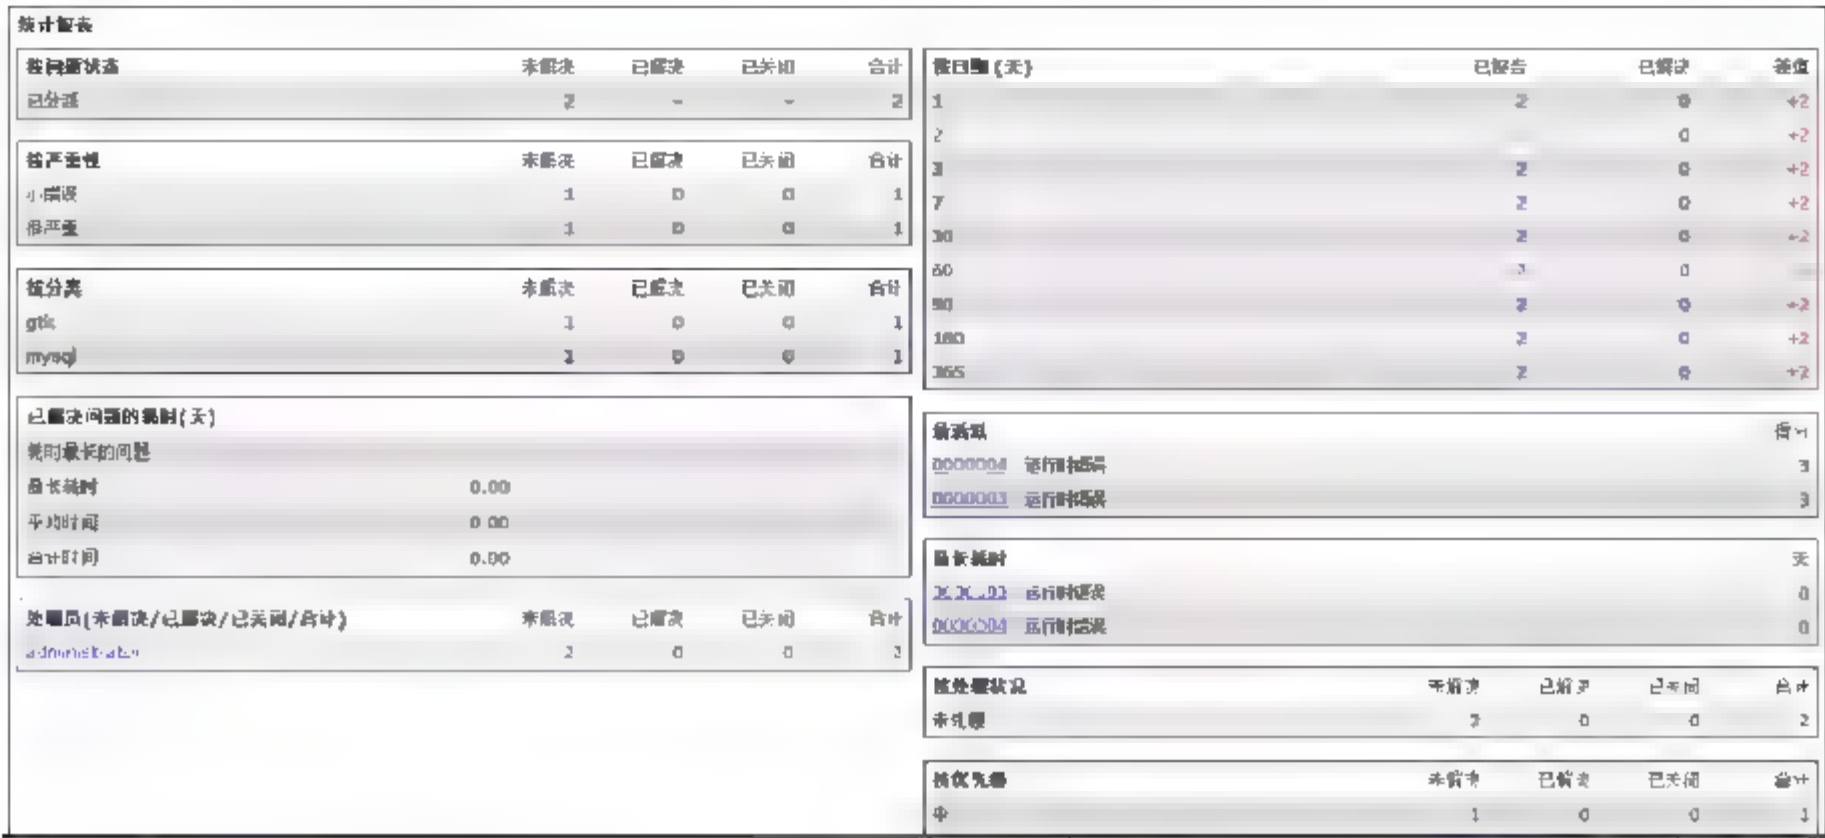 统计报表
按问题状态 未解决 已解决 已关闭 合计
已分派 2 - - 2
按严重性 未解决 已解决 已关闭 合计
小错误 1 0 0 1
很严重 1 0 0 1
按分类 未解决 已解决 已关闭 合计
gtk 1 0 0 1
mysql 1 0 0 1
已解决问题的耗时(天)
耗时最长的问题
最长耗时 0.00
平均时间 0.00
合计时间 0.00
处理员(未解决/已解决/已关闭/合计) 未解决 已解决 已关闭 合计
administrator 2 0 0 2
按日期(天) 已报告 已解决 差值
1 2 0 +2
2 0 +2
3 2 0 +2
7 2 0 +2
30 2 0 +2
60 0
90 2 0 +2
180 2 0 +2
365 2 0 +2
最活跃
0000004 运行时错误 3
0000003 运行时错误 3
最长耗时 天
运行时错误 0
0000004 运行时错误 0
按处理状况 未解决 已解决 已关闭 合计
未处理 2 0 0 2
按优先级 未解决 已解决 已关闭 合计
中 1 0 0 1